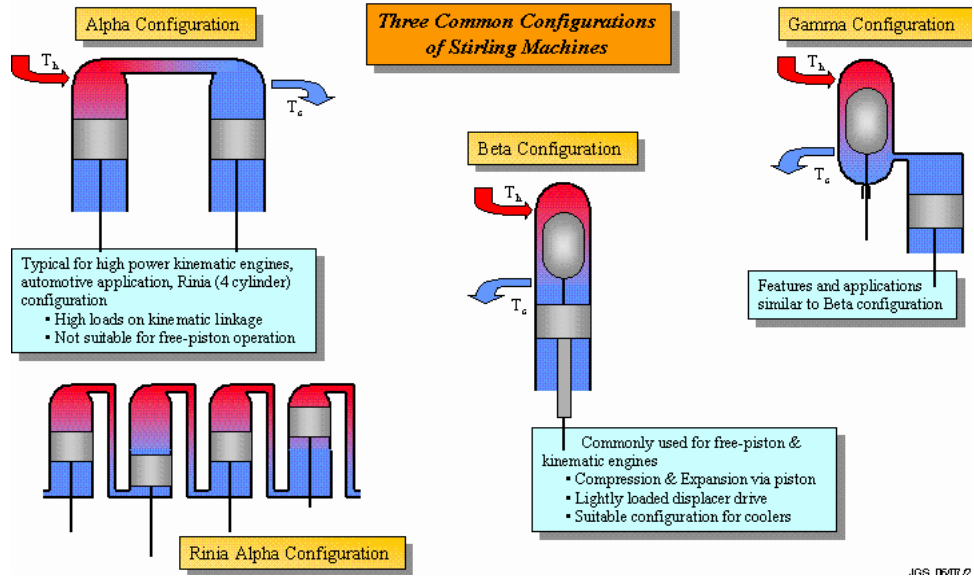 Three Common Configurations
of Stirling Machines
Alpha Configuration
Th
Tc
Typical for high power kinematic engines,
automotive application, Rinia (4 cylinder)
configuration
▪ High loads on kinematic linkage
▪ Not suitable for free-piston operation
Rinia Alpha Configuration
Beta Configuration
Th
Tc
Commonly used for free-piston &
kinematic engines
▪ Compression & Expansion via piston
▪ Lightly loaded displacer drive
▪ Suitable configuration for coolers
Gamma Configuration
Th
Tc
Features and applications
similar to Beta configuration
JGS